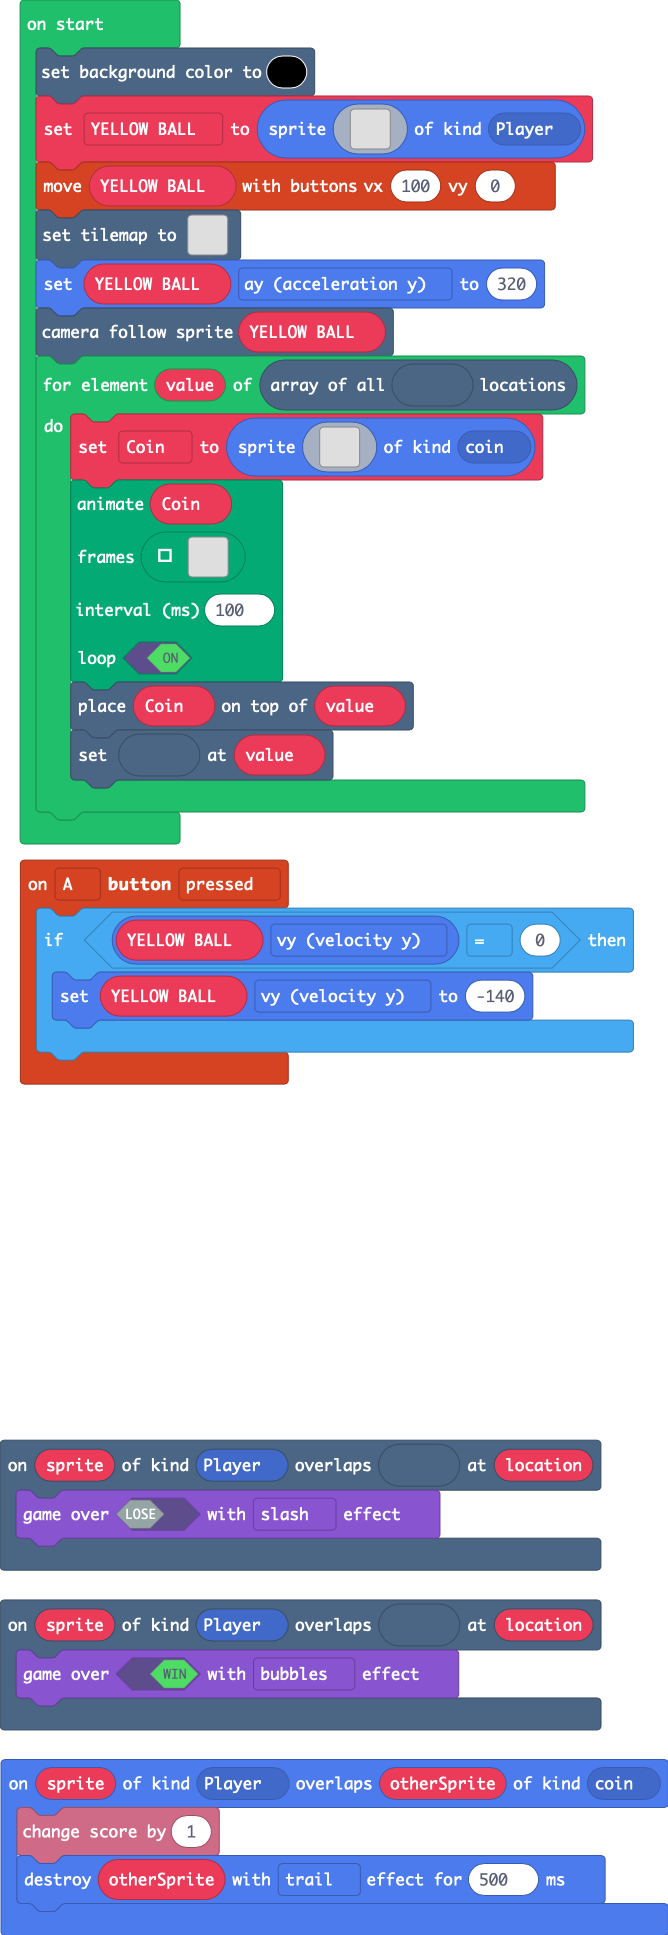 on start
set background color to
set YELLOW BALL to sprite of kind Player
move YELLOW BALL with buttons vx 100 vy 0
set tilemap to
set YELLOW BALL ay (acceleration y) to 320
camera follow sprite YELLOW BALL
for element value of array of all locations
do
set Coin to sprite of kind coin
animate Coin
frames
interval (ms) 100
loop ON
place Coin on top of value
set at value
on A button pressed
if YELLOW BALL vy (velocity y) = 0 then
set YELLOW BALL vy (velocity y) to -140
on sprite of kind Player overlaps at location
game over LOSE with slash effect
on sprite of kind Player overlaps at location
game over WIN with bubbles effect
on sprite of kind Player overlaps otherSprite of kind coin
change score by 1
destroy otherSprite with trail effect for 500 ms